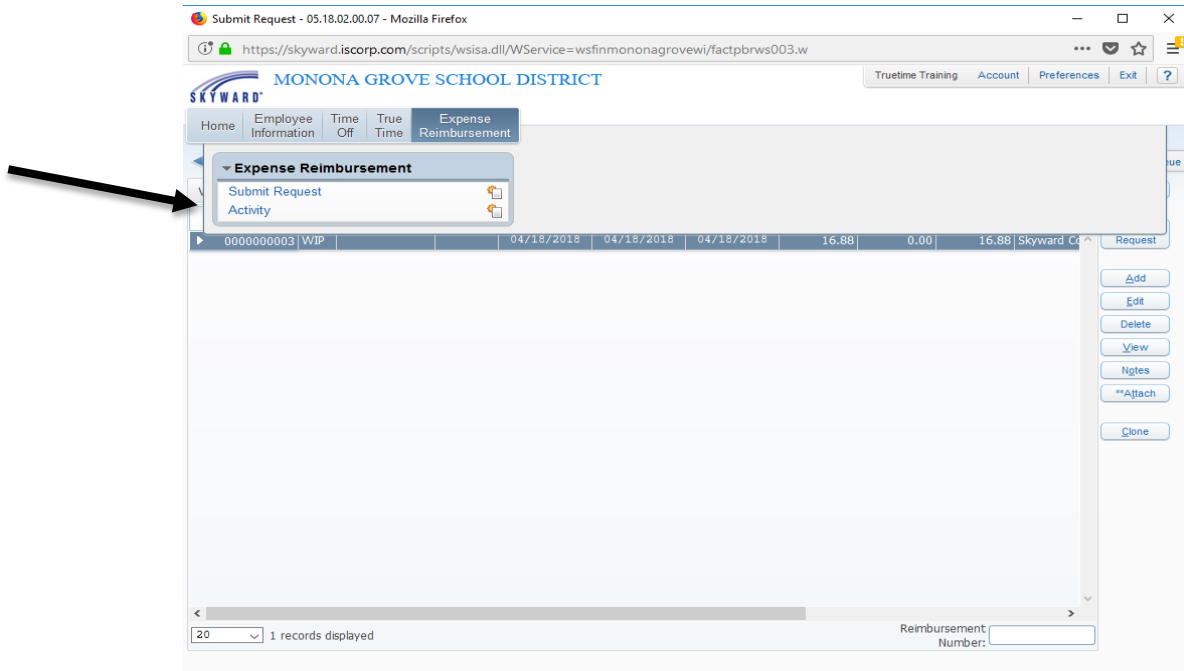 Submit Request - 05.18.02.00.07 - Mozilla Firefox
https://skyward.iscorp.com/scripts/wsisa.dll/WService=wsfinmononagrovewi/factpbrws003.w
SKYWARD®
MONONA GROVE SCHOOL DISTRICT
Truetime Training Account Preferences Exit ?
Home Employee Information Time Off True Time Expense Reimbursement
Expense Reimbursement
Submit Request
Activity
0000000003 WIP 04/18/2018 04/18/2018 04/18/2018 16.88 0.00 16.88 Skyward Co
Request
Add
Edit
Delete
View
Notes
**Attach
Clone
20 1 records displayed
Reimbursement
Number: